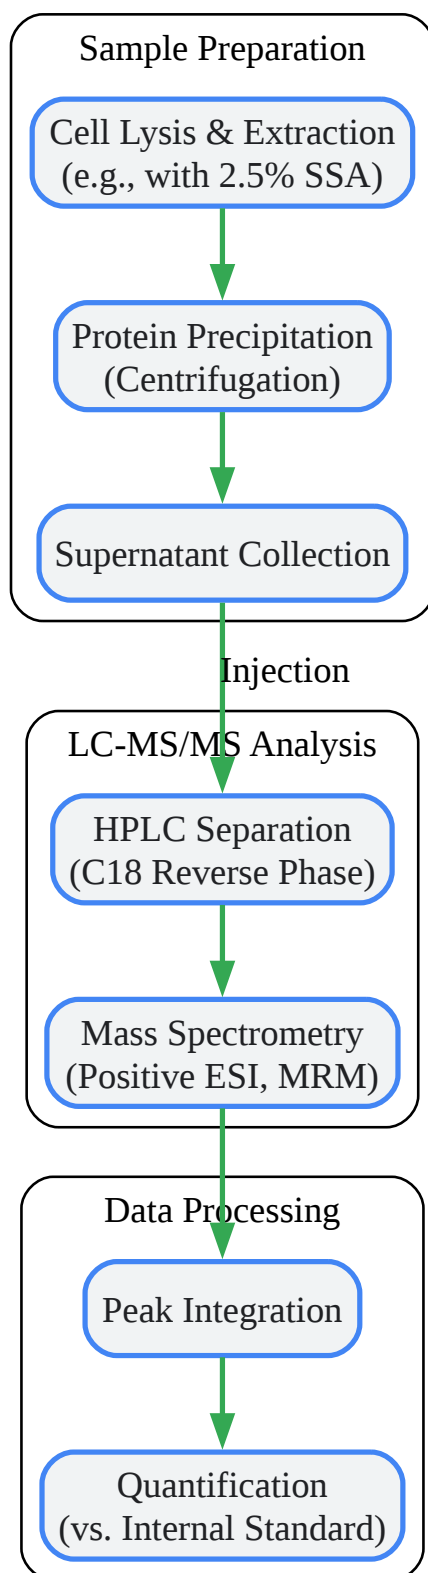 Sample Preparation
Cell Lysis & Extraction
(e.g., with 2.5% SSA)
Protein Precipitation
(Centrifugation)
Supernatant Collection
Injection
LC-MS/MS Analysis
HPLC Separation
(C18 Reverse Phase)
Mass Spectrometry
(Positive ESI, MRM)
Data Processing
Peak Integration
Quantification
(vs. Internal Standard)